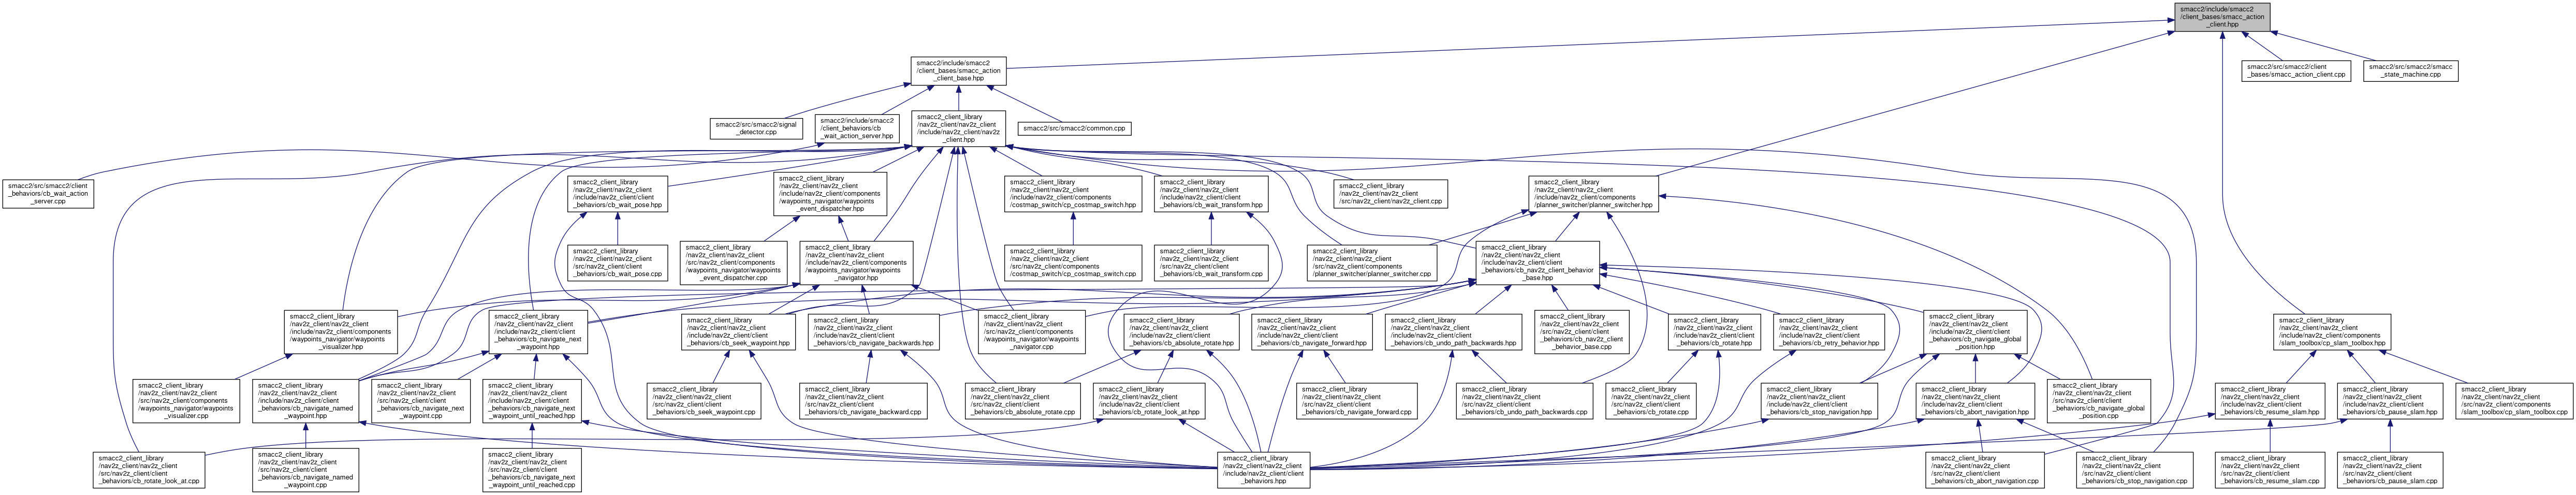 smacc2/include/smacc2
/client_bases/smacc_action
_client.hpp
smacc2/include/smacc2
/client_bases/smacc_action
_client_base.hpp
smacc2/src/smacc2/client
_bases/smacc_action_client.cpp
smacc2/src/smacc2/smacc
_state_machine.cpp
smacc2/src/smacc2/signal
_detector.cpp
smacc2/include/smacc2
/client_behaviors/cb
_wait_action_server.hpp
smacc2_client_library
/nav2z_client/nav2z_client
/include/nav2z_client/nav2z
_client.hpp
smacc2/src/smacc2/common.cpp
smacc2/src/smacc2/client
_behaviors/cb_wait_action
_server.cpp
smacc2_client_library
/nav2z_client/nav2z_client
/include/nav2z_client/client
_behaviors/cb_wait_pose.hpp
smacc2_client_library
/nav2z_client/nav2z_client
/include/nav2z_client/components
/waypoints_navigator/waypoints
_event_dispatcher.hpp
smacc2_client_library
/nav2z_client/nav2z_client
/include/nav2z_client/components
/costmap_switch/cp_costmap_switch.hpp
smacc2_client_library
/nav2z_client/nav2z_client
/include/nav2z_client/client
_behaviors/cb_wait_transform.hpp
smacc2_client_library
/nav2z_client/nav2z_client
/src/nav2z_client/nav2z_client.cpp
smacc2_client_library
/nav2z_client/nav2z_client
/include/nav2z_client/components
/planner_switcher/planner_switcher.hpp
smacc2_client_library
/nav2z_client/nav2z_client
/src/nav2z_client/client
_behaviors/cb_wait_pose.cpp
smacc2_client_library
/nav2z_client/nav2z_client
/src/nav2z_client/components
/waypoints_navigator/waypoints
_event_dispatcher.cpp
smacc2_client_library
/nav2z_client/nav2z_client
/include/nav2z_client/components
/waypoints_navigator/waypoints
_navigator.hpp
smacc2_client_library
/nav2z_client/nav2z_client
/src/nav2z_client/components
/costmap_switch/cp_costmap_switch.cpp
smacc2_client_library
/nav2z_client/nav2z_client
/src/nav2z_client/client
_behaviors/cb_wait_transform.cpp
smacc2_client_library
/nav2z_client/nav2z_client
/src/nav2z_client/components
/planner_switcher/planner_switcher.cpp
smacc2_client_library
/nav2z_client/nav2z_client
/include/nav2z_client/client
_behaviors/cb_nav2z_client_behavior
_base.hpp
smacc2_client_library
/nav2z_client/nav2z_client
/include/nav2z_client/components
/waypoints_navigator/waypoints
_visualizer.hpp
smacc2_client_library
/nav2z_client/nav2z_client
/include/nav2z_client/client
_behaviors/cb_navigate_next
_waypoint.hpp
smacc2_client_library
/nav2z_client/nav2z_client
/include/nav2z_client/client
_behaviors/cb_seek_waypoint.hpp
smacc2_client_library
/nav2z_client/nav2z_client
/include/nav2z_client/client
_behaviors/cb_navigate_backwards.hpp
smacc2_client_library
/nav2z_client/nav2z_client
/src/nav2z_client/components
/waypoints_navigator/waypoints
_navigator.cpp
smacc2_client_library
/nav2z_client/nav2z_client
/include/nav2z_client/client
_behaviors/cb_absolute_rotate.hpp
smacc2_client_library
/nav2z_client/nav2z_client
/include/nav2z_client/client
_behaviors/cb_navigate_forward.hpp
smacc2_client_library
/nav2z_client/nav2z_client
/include/nav2z_client/client
_behaviors/cb_undo_path_backwards.hpp
smacc2_client_library
/nav2z_client/nav2z_client
/src/nav2z_client/client
_behaviors/cb_nav2z_client
_behavior_base.cpp
smacc2_client_library
/nav2z_client/nav2z_client
/include/nav2z_client/client
_behaviors/cb_rotate.hpp
smacc2_client_library
/nav2z_client/nav2z_client
/include/nav2z_client/client
_behaviors/cb_retry_behavior.hpp
smacc2_client_library
/nav2z_client/nav2z_client
/include/nav2z_client/client
_behaviors/cb_navigate_global
_position.hpp
smacc2_client_library
/nav2z_client/nav2z_client
/include/nav2z_client/components
/slam_toolbox/cp_slam_toolbox.hpp
smacc2_client_library
/nav2z_client/nav2z_client
/src/nav2z_client/components
/waypoints_navigator/waypoints
_visualizer.cpp
smacc2_client_library
/nav2z_client/nav2z_client
/include/nav2z_client/client
_behaviors/cb_navigate_named
_waypoint.hpp
smacc2_client_library
/nav2z_client/nav2z_client
/src/nav2z_client/client
_behaviors/cb_navigate_next
_waypoint.cpp
smacc2_client_library
/nav2z_client/nav2z_client
/include/nav2z_client/client
_behaviors/cb_navigate_next
_waypoint_until_reached.hpp
smacc2_client_library
/nav2z_client/nav2z_client
/src/nav2z_client/client
_behaviors/cb_seek_waypoint.cpp
smacc2_client_library
/nav2z_client/nav2z_client
/src/nav2z_client/client
_behaviors/cb_navigate_backward.cpp
smacc2_client_library
/nav2z_client/nav2z_client
/src/nav2z_client/client
_behaviors/cb_absolute_rotate.cpp
smacc2_client_library
/nav2z_client/nav2z_client
/include/nav2z_client/client
_behaviors/cb_rotate_look_at.hpp
smacc2_client_library
/nav2z_client/nav2z_client
/src/nav2z_client/client
_behaviors/cb_navigate_forward.cpp
smacc2_client_library
/nav2z_client/nav2z_client
/src/nav2z_client/client
_behaviors/cb_undo_path_backwards.cpp
smacc2_client_library
/nav2z_client/nav2z_client
/src/nav2z_client/client
_behaviors/cb_rotate.cpp
smacc2_client_library
/nav2z_client/nav2z_client
/include/nav2z_client/client
_behaviors/cb_stop_navigation.hpp
smacc2_client_library
/nav2z_client/nav2z_client
/include/nav2z_client/client
_behaviors/cb_abort_navigation.hpp
smacc2_client_library
/nav2z_client/nav2z_client
/src/nav2z_client/client
_behaviors/cb_navigate_global
_position.cpp
smacc2_client_library
/nav2z_client/nav2z_client
/include/nav2z_client/client
_behaviors/cb_resume_slam.hpp
smacc2_client_library
/nav2z_client/nav2z_client
/include/nav2z_client/client
_behaviors/cb_pause_slam.hpp
smacc2_client_library
/nav2z_client/nav2z_client
/src/nav2z_client/components
/slam_toolbox/cp_slam_toolbox.cpp
smacc2_client_library
/nav2z_client/nav2z_client
/src/nav2z_client/client
_behaviors/cb_rotate_look_at.cpp
smacc2_client_library
/nav2z_client/nav2z_client
/src/nav2z_client/client
_behaviors/cb_navigate_named
_waypoint.cpp
smacc2_client_library
/nav2z_client/nav2z_client
/src/nav2z_client/client
_behaviors/cb_navigate_next
_waypoint_until_reached.cpp
smacc2_client_library
/nav2z_client/nav2z_client
/include/nav2z_client/client
_behaviors.hpp
smacc2_client_library
/nav2z_client/nav2z_client
/src/nav2z_client/client
_behaviors/cb_abort_navigation.cpp
smacc2_client_library
/nav2z_client/nav2z_client
/src/nav2z_client/client
_behaviors/cb_stop_navigation.cpp
smacc2_client_library
/nav2z_client/nav2z_client
/src/nav2z_client/client
_behaviors/cb_resume_slam.cpp
smacc2_client_library
/nav2z_client/nav2z_client
/src/nav2z_client/client
_behaviors/cb_pause_slam.cpp